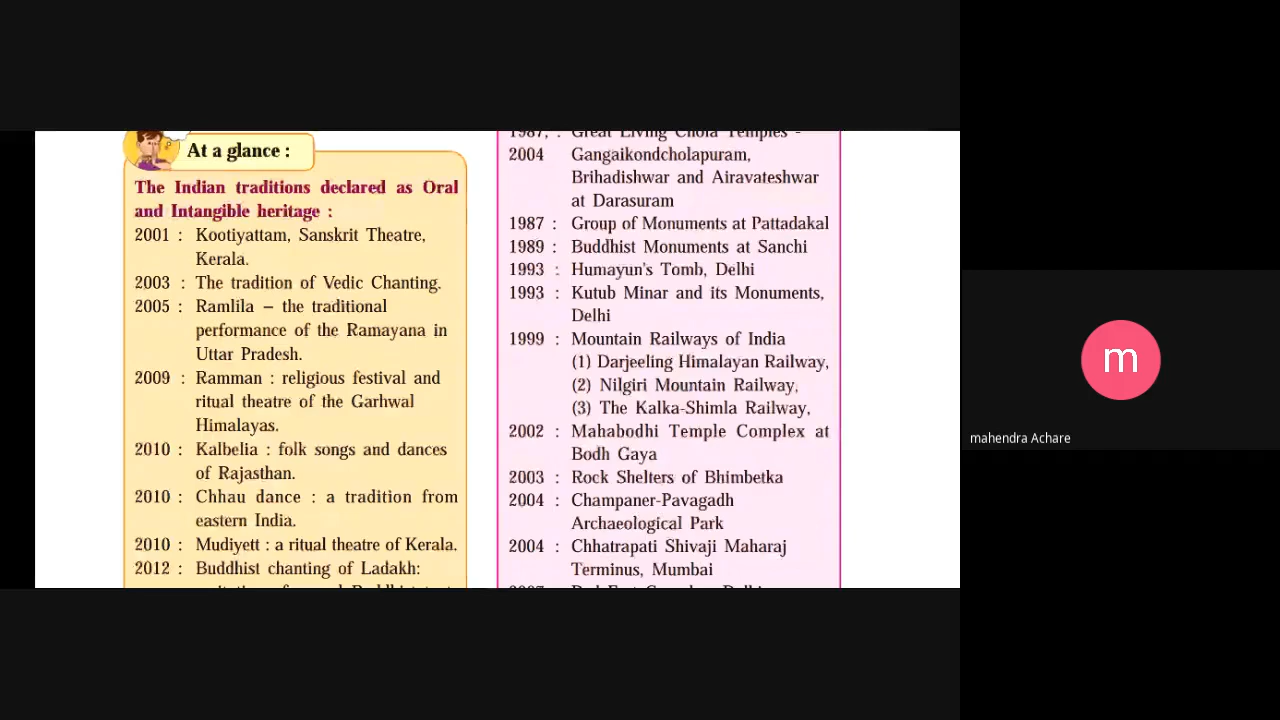 At a glance :
The Indian traditions declared as Oral
and Intangible heritage :
2001 : Kootiyattam, Sanskrit Theatre,
Kerala.
2003 : The tradition of Vedic Chanting.
2005 : Ramlila – the traditional
performance of the Ramayana in
Uttar Pradesh.
2009 : Ramman : religious festival and
ritual theatre of the Garhwal
Himalayas.
2010 : Kalbelia : folk songs and dances
of Rajasthan.
2010 : Chhau dance : a tradition from
eastern India.
2010 : Mudiyett : a ritual theatre of Kerala.
2012 : Buddhist chanting of Ladakh:
1987, : Great Living Chola Temples -
2004 Gangaikondcholapuram,
Brihadishwar and Airavateshwar
at Darasuram
1987 : Group of Monuments at Pattadakal
1989 : Buddhist Monuments at Sanchi
1993 : Humayun's Tomb, Delhi
1993 : Kutub Minar and its Monuments,
Delhi
1999 : Mountain Railways of India
(1) Darjeeling Himalayan Railway,
(2) Nilgiri Mountain Railway,
(3) The Kalka-Shimla Railway,
2002 : Mahabodhi Temple Complex at
Bodh Gaya
2003 : Rock Shelters of Bhimbetka
2004 : Champaner-Pavagadh
Archaeological Park
2004 : Chhatrapati Shivaji Maharaj
Terminus, Mumbai
m
mahendra Achare